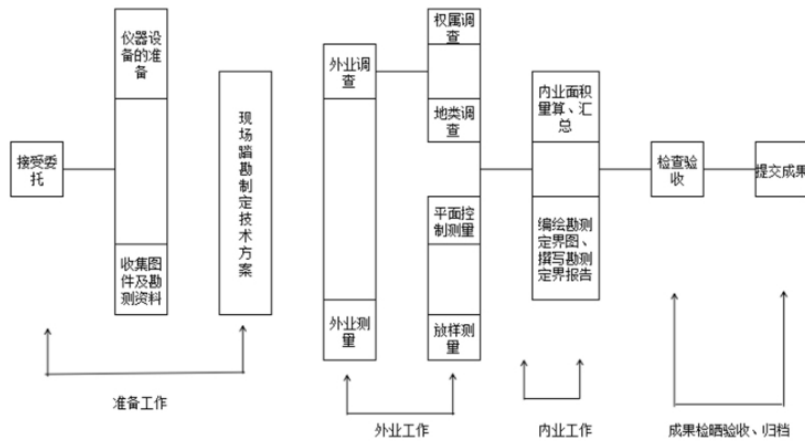 接受委
托
仪器设
备的准
备
收集图
件及勘
测资料
现
场
踏
勘
制
定
技
术
方
案
准备工作
外业调
查
外业测
量
权属调
查
地类调
查
平面控
制测量
放样测
量
外业工作
内业面积
量算、汇
总
编绘勘测
定界图、
撰写勘测
定界报告
内业工作
检查验
收
提交成果
成果检晒验收、归档